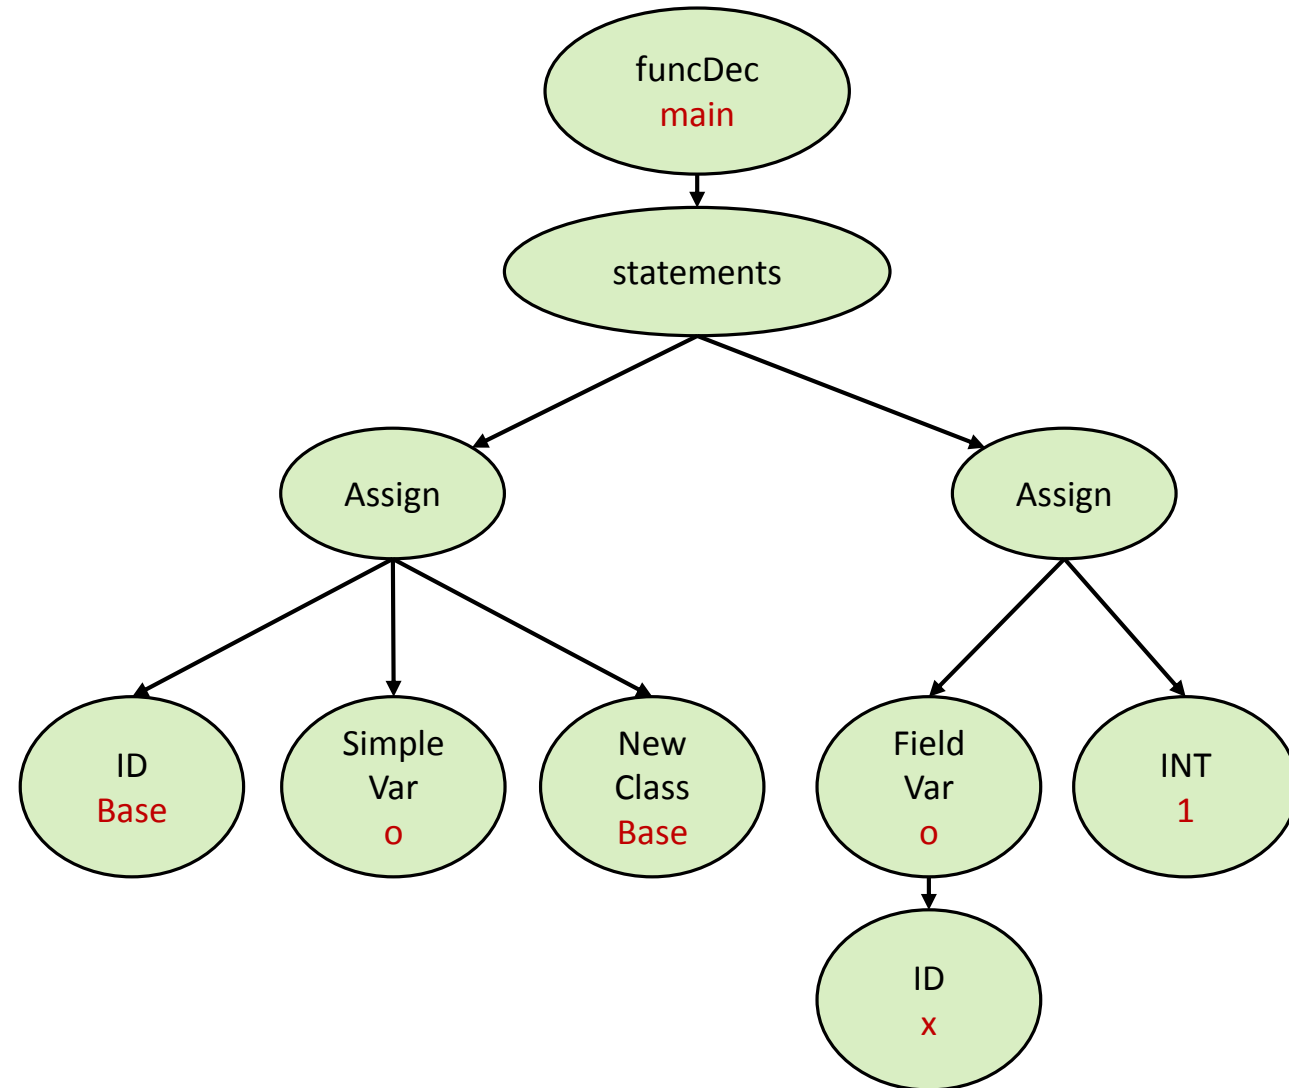 funcDec
main
statements
Assign
Assign
ID
Base
Simple
Var
o
New
Class
Base
Field
Var
o
INT
1
ID
x